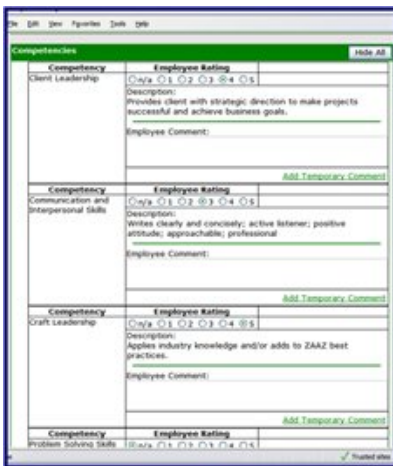 File Edit View Favorites Tools Help
Competencies Hide All
Competency Employee Rating
Client Leadership n/a 1 2 3 4 5
Description:
Provides client with strategic direction to make projects
successful and achieve business goals.
Employee Comment:
Add Temporary Comment
Competency Employee Rating
Communication and n/a 1 2 3 4 5
Interpersonal Skills Description:
Writes clearly and concisely; active listener; positive
attitude; approachable; professional
Employee Comment:
Add Temporary Comment
Competency Employee Rating
Craft Leadership n/a 1 2 3 4 5
Description:
Applies industry knowledge and/or adds to ZAAZ best
practices.
Employee Comment:
Add Temporary Comment
Competency Employee Rating
Problem Solving Skills n/a 1 2 3 4 5
Trusted sites